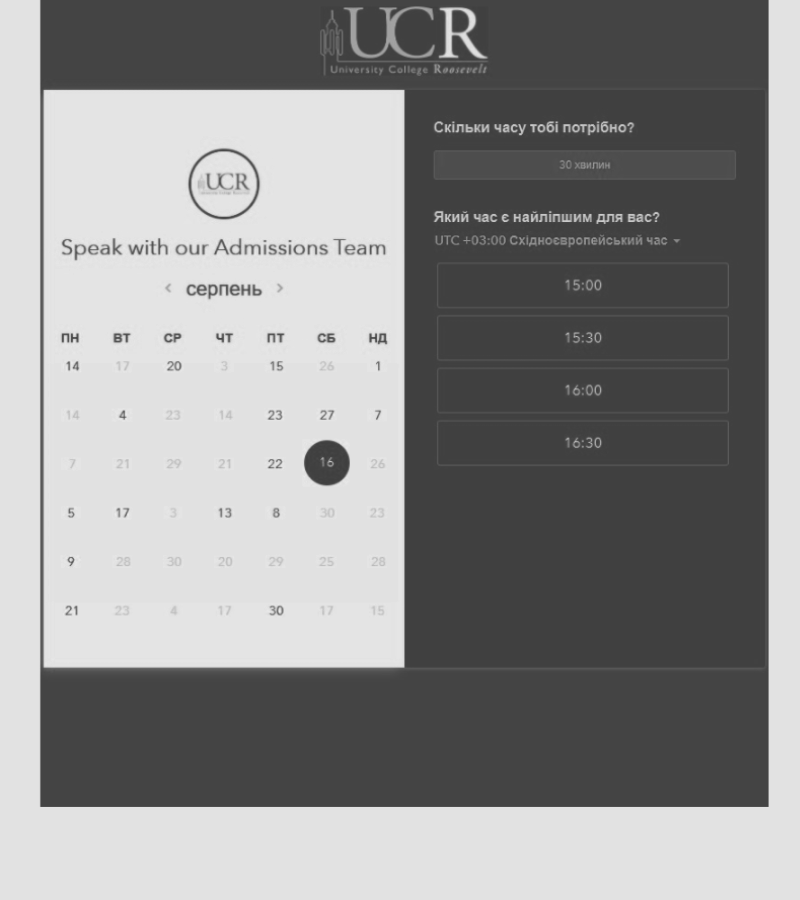 UCR
University College Roosevelt
UCR
Speak with our Admissions Team
‹ серпень ›
ПН ВТ СР ЧТ ПТ СБ НД
14 17 20 3 15 26 1
14 4 23 14 23 27 7
7 21 29 21 22 16 26
5 17 3 13 8 30 23
9 28 30 20 29 25 28
21 23 4 17 30 17 15
Скільки часу тобі потрібно?
30 хвилин
Який час є найліпшим для вас?
UTC +03:00 Східноєвропейський час
15:00
15:30
16:00
16:30